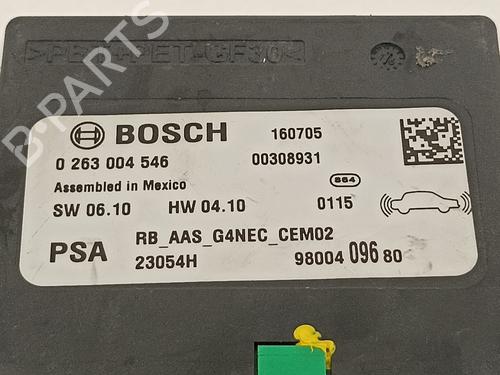 >PBT+PET-GF30<
B-PARTS
BOSCH 160705
0 263 004 546 00308931
Assembled in Mexico 864
SW 06.10 HW 04.10 0115
PSA RB_AAS_G4NEC_CEM02
23054H 98004 096 80